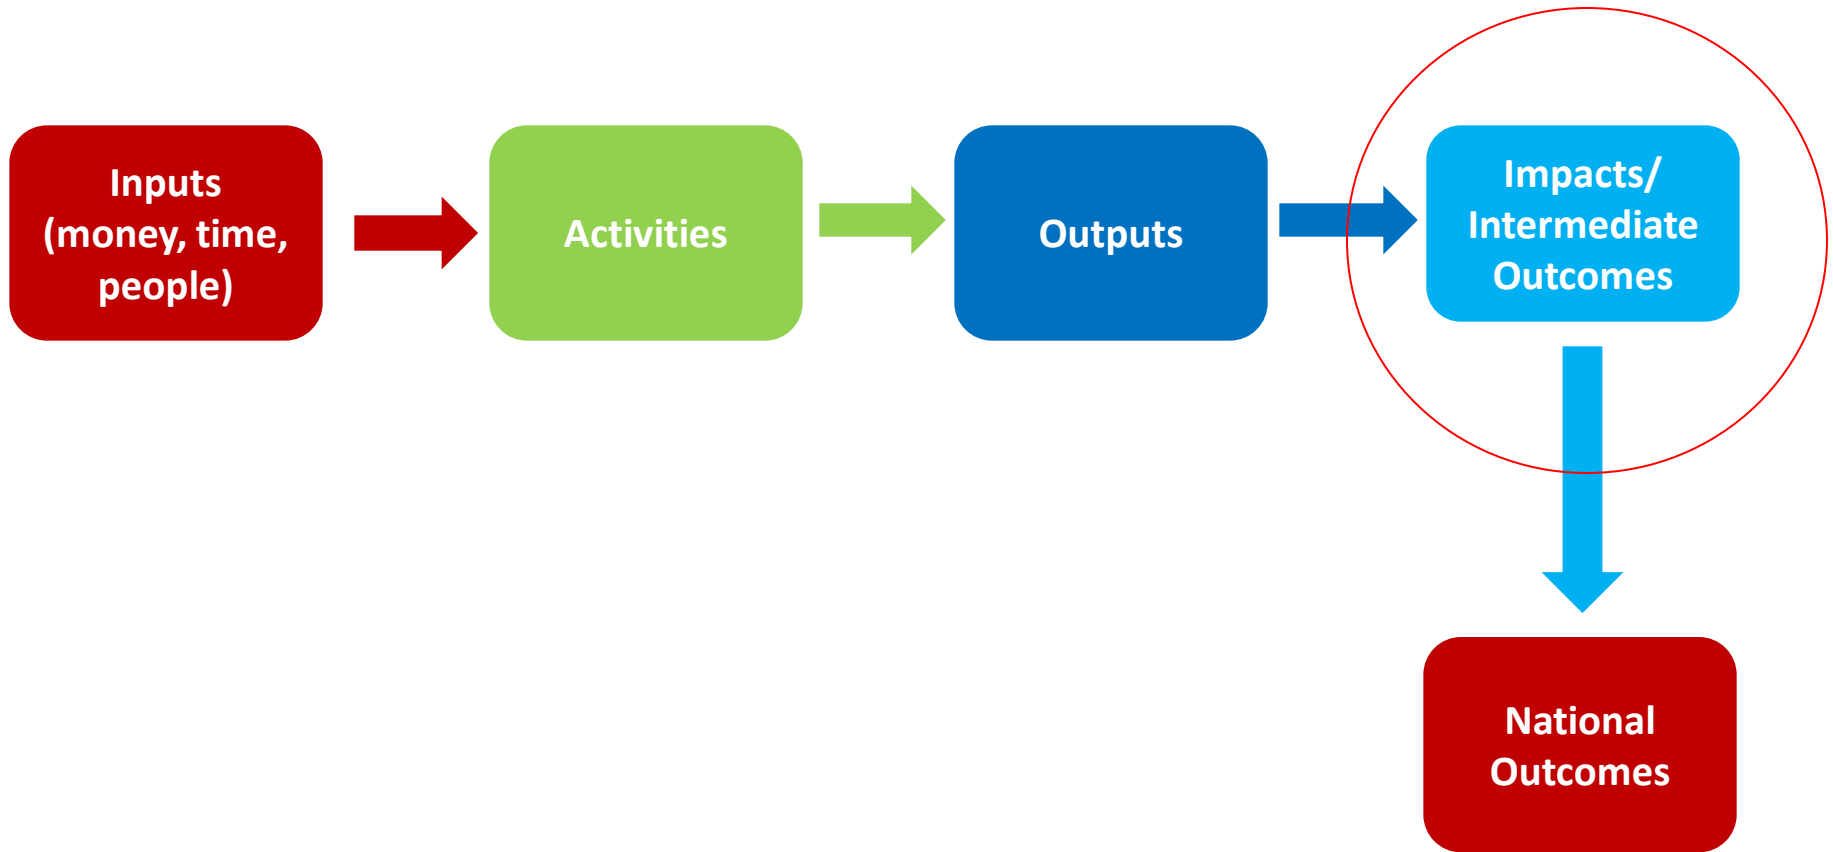 Inputs
(money, time,
people)
Activities
Outputs
Impacts/
Intermediate
Outcomes
National
Outcomes